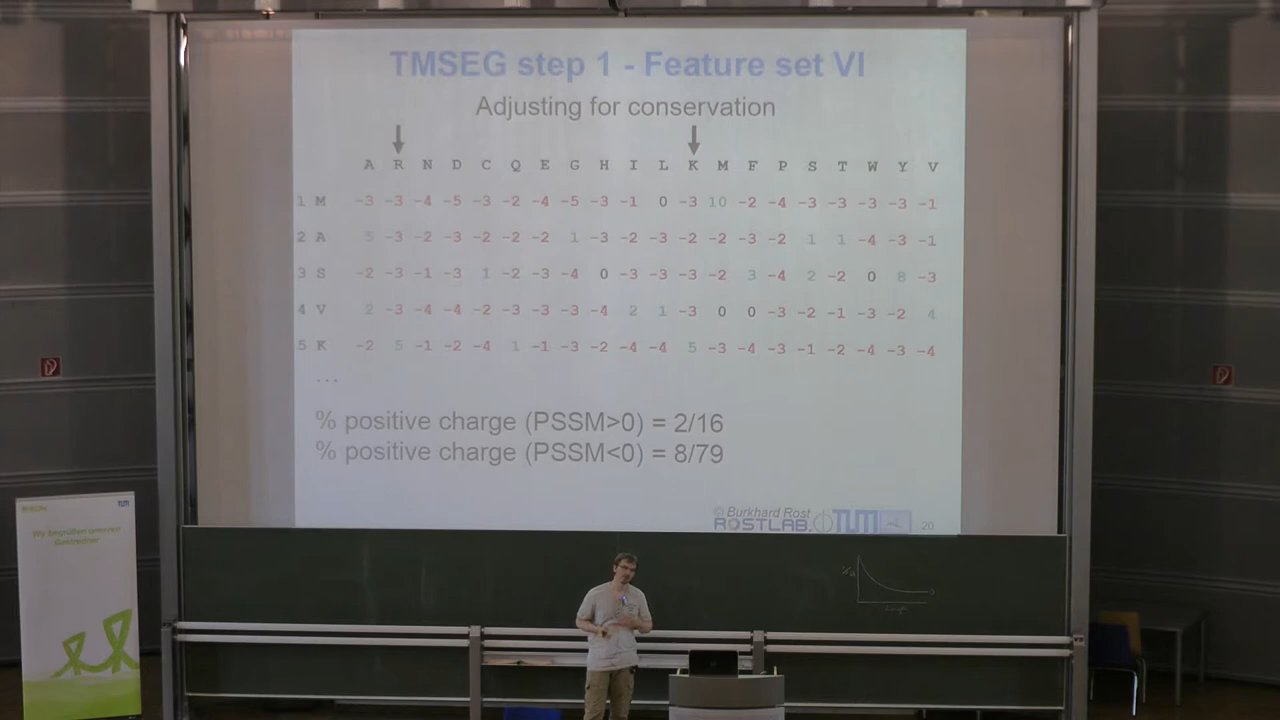 TMSEG step 1 - Feature set VI
Adjusting for conservation
A R N D C Q E G H I L K M F P S T W Y V
1 M -3 -3 -4 -5 -3 -2 -4 -5 -3 -1 0 -3 10 -2 -4 -3 -3 -3 -3 -1
2 A 5 -3 -2 -3 -2 -2 -2 1 -3 -2 -3 -2 -2 -3 -2 1 1 -4 -3 -1
3 S -2 -3 -1 -3 1 -2 -3 -4 0 -3 -3 -3 -2 3 -4 2 -2 0 8 -3
4 V 2 -3 -4 -4 -2 -3 -3 -3 -4 2 1 -3 0 0 -3 -2 -1 -3 -2 4
5 K -2 5 -1 -2 -4 1 -1 -3 -2 -4 -4 5 -3 -4 -3 -1 -2 -4 -3 -4
...
% positive charge (PSSM>0) = 2/16
% positive charge (PSSM<0) = 8/79
© Burkhard Rost
ROSTLAB. TUM 20
TUM
Length